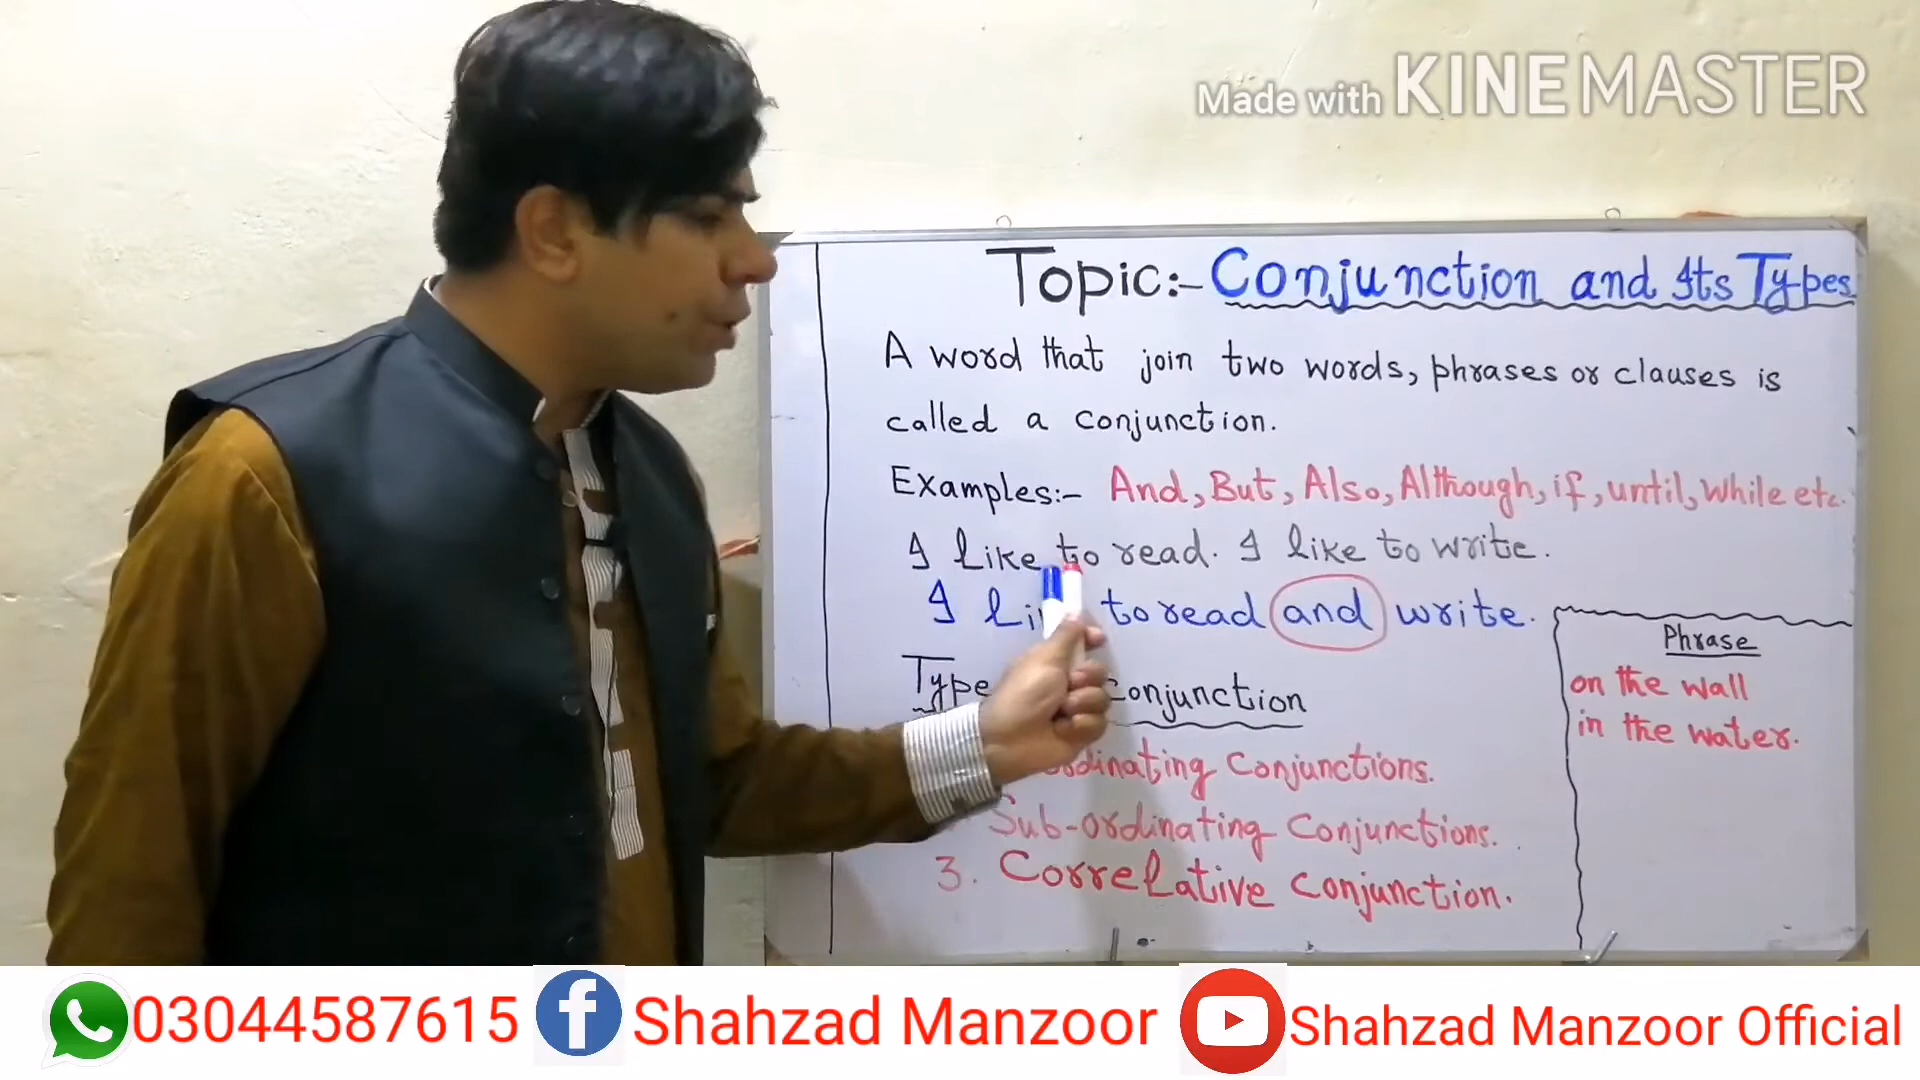 Made with KINEMASTER
Topic:- Conjunction and Its Types
A word that join two words, phrases or clauses is
called a conjunction.
Examples:- And, But, Also, Although, if, until, While etc.
I like to read. I like to write.
I li to read and write.
Type conjunction
ordinating Conjunctions.
Sub-ordinating Conjunctions.
3. Correlative Conjunction.
Phrase
on the wall
in the water.
03044587615 Shahzad Manzoor Shahzad Manzoor Official